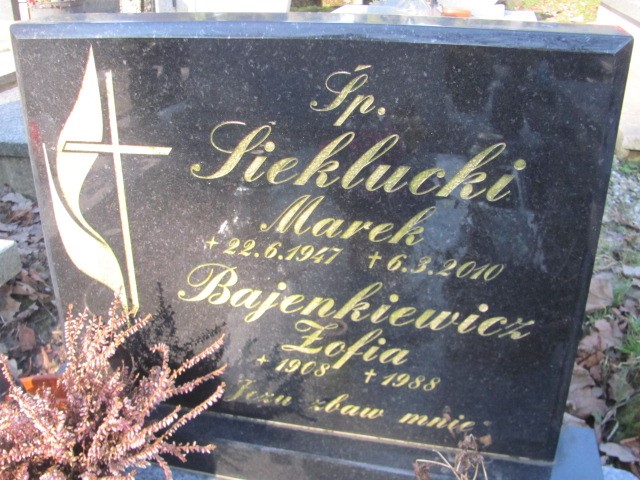 Śp.
Sieklucki
Marek
+ 22.6.1947 + 6.3.2010
Bajenkiewicz
Zofia
+ 1908 + 1988
Jezu zbaw mnie